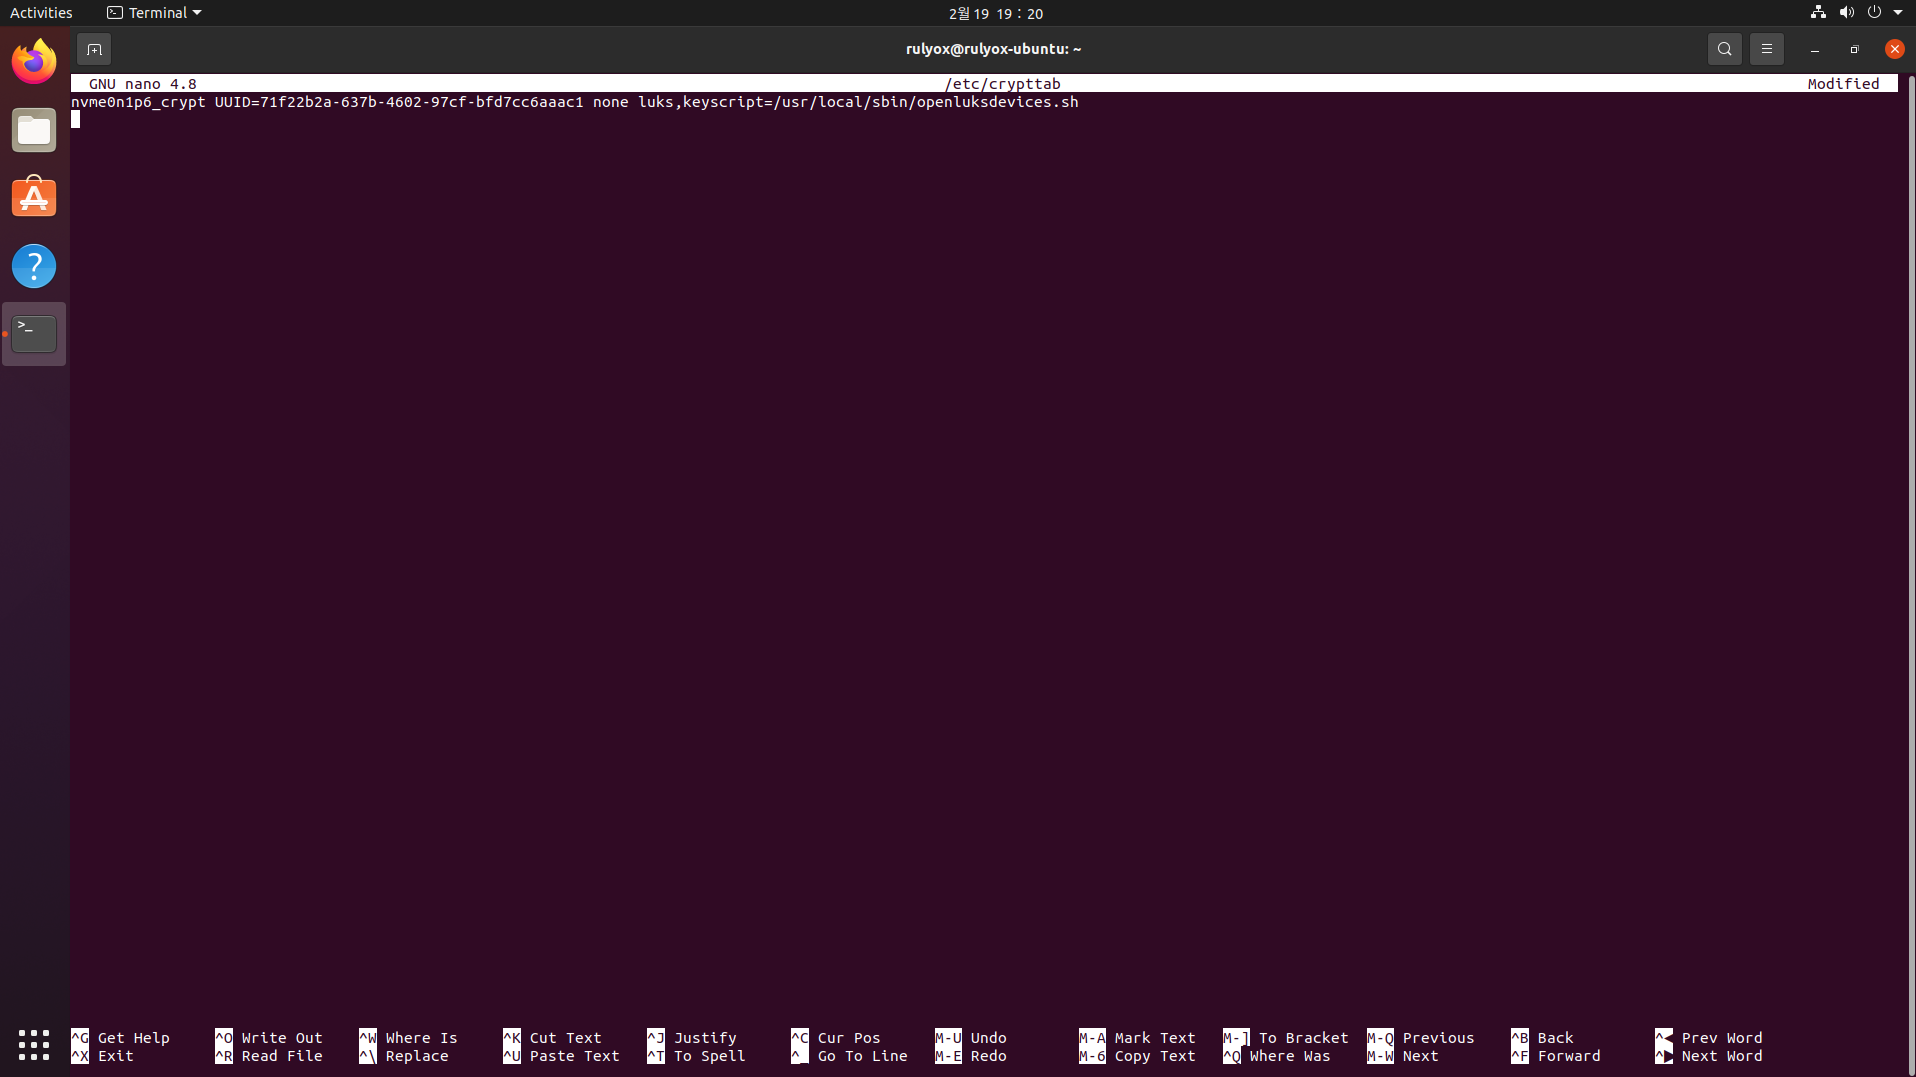 Activities Terminal 2월 19 19 : 20
rulyox@rulyox-ubuntu: ~
GNU nano 4.8 /etc/crypttab Modified
nvme0n1p6_crypt UUID=71f22b2a-637b-4602-97cf-bfd7cc6aaac1 none luks,keyscript=/usr/local/sbin/openluksdevices.sh
^G Get Help ^O Write Out ^W Where Is ^K Cut Text ^J Justify ^C Cur Pos M-U Undo M-A Mark Text M-] To Bracket M-Q Previous ^B Back ^◀ Prev Word
^X Exit ^R Read File ^\ Replace ^U Paste Text ^T To Spell ^_ Go To Line M-E Redo M-6 Copy Text ^Q Where Was M-W Next ^F Forward ^▶ Next Word